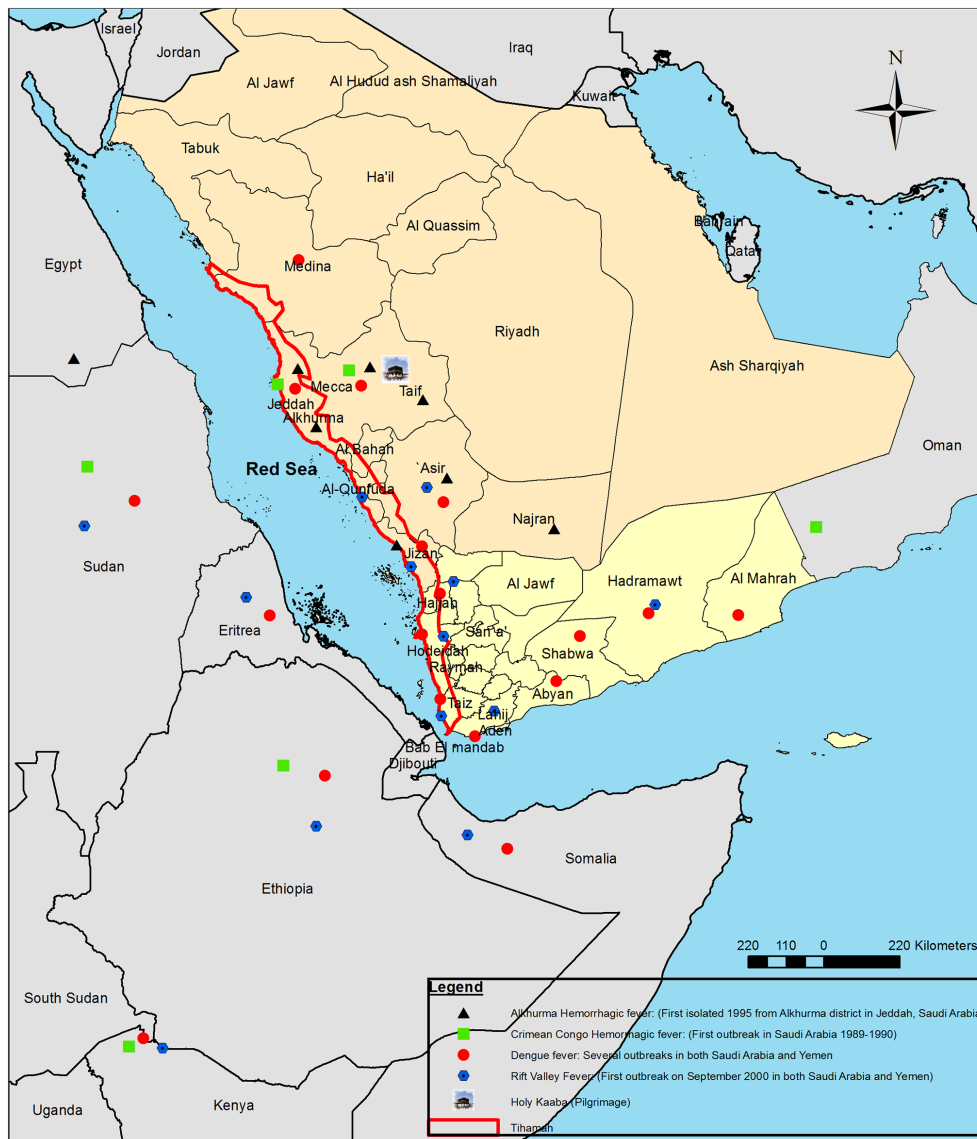 Israel
Jordan
Iraq
N
Al Jawf
Al Hudud ash Shamaliyah
Kuwait
Tabuk
Ha'il
Al Quassim
Bahrain
Qatar
Egypt
Medina
Riyadh
Ash Sharqiyah
Mecca
Taif
Jeddah
Alkhurma
Al Bahah
Oman
Red Sea
Asir
Al-Qunfuda
Najran
Jizan
Sudan
Al Jawf
Hadramawt
Al Mahrah
Hajjah
Eritrea
San'a'
Hodeidah
Shabwa
Raymah
Abyan
Taiz
Lahij
Aden
Bab El mandab
Djibouti
Somalia
Ethiopia
220 110 0 220 Kilometers
South Sudan
Uganda
Kenya
Legend
Alkhurma Hemorrhagic fever: (First isolated 1995 from Alkhurma district in Jeddah, Saudi Arabia
Crimean Congo Hemorrhagic fever: (First outbreak in Saudi Arabia 1989-1990)
Dengue fever: Several outbreaks in both Saudi Arabia and Yemen
Rift Valley Fever: (First outbreak on September 2000 in both Saudi Arabia and Yemen)
Holy Kaaba (Pilgrimage)
Tihamah